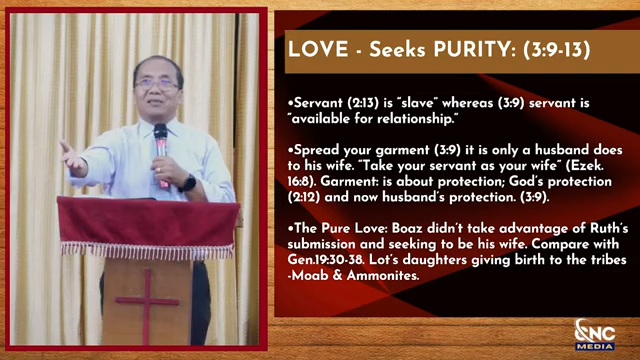 LOVE - Seeks PURITY: (3:9-13)
•Servant (2:13) is "slave" whereas (3:9) servant is
"available for relationship."
•Spread your garment (3:9) it is only a husband does
to his wife. "Take your servant as your wife" (Ezek.
16:8). Garment: is about protection; God's protection
(2:12) and now husband's protection. (3:9).
•The Pure Love: Boaz didn't take advantage of Ruth's
submission and seeking to be his wife. Compare with
Gen.19:30-38. Lot's daughters giving birth to the tribes
-Moab & Ammonites.
NC
MEDIA